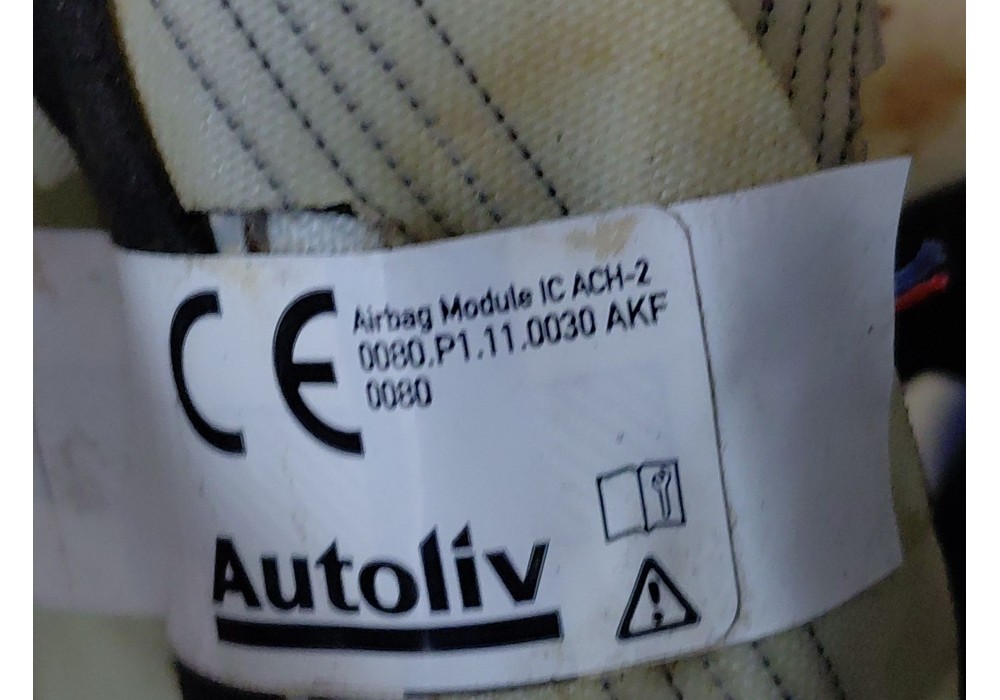 CE
Airbag Module IC ACH-2
0080.P1.11.0030 AKF
0080
Autoliv